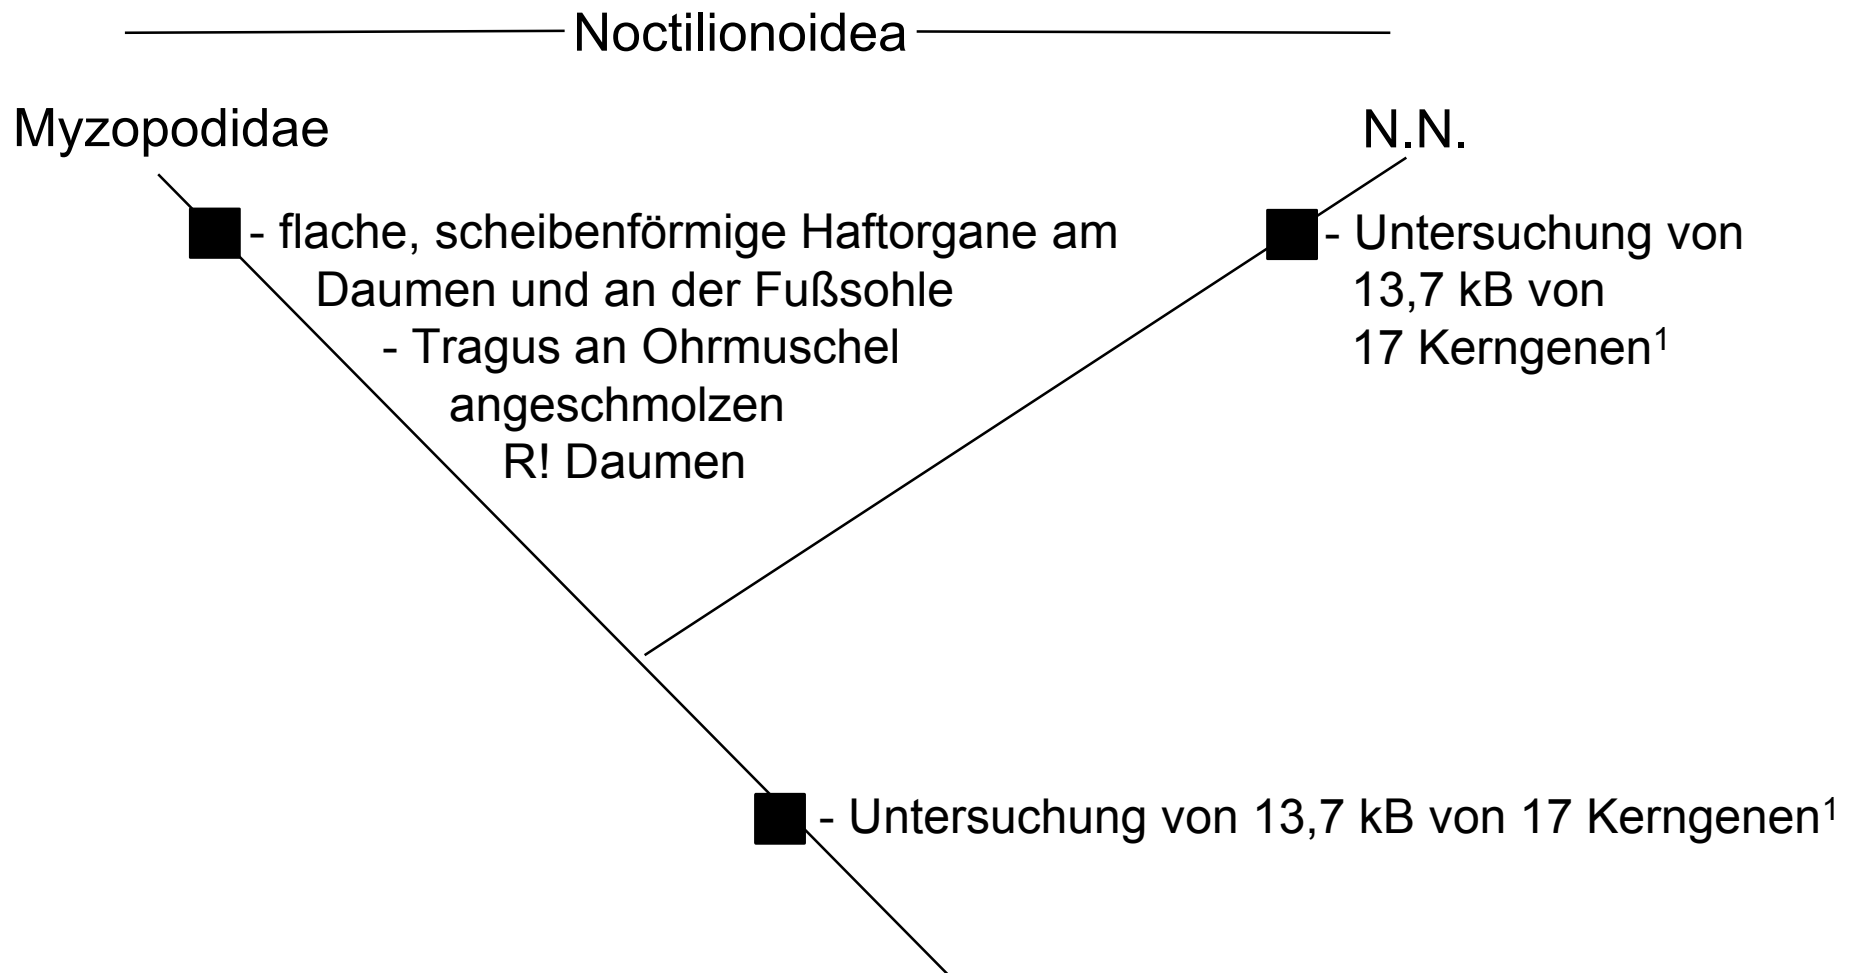 Noctilionoidea
Myzopodidae
N.N.
- flache, scheibenförmige Haftorgane am
Daumen und an der Fußsohle
- Tragus an Ohrmuschel
angeschmolzen
R! Daumen
- Untersuchung von
13,7 kB von
17 Kerngenen¹
- Untersuchung von 13,7 kB von 17 Kerngenen¹